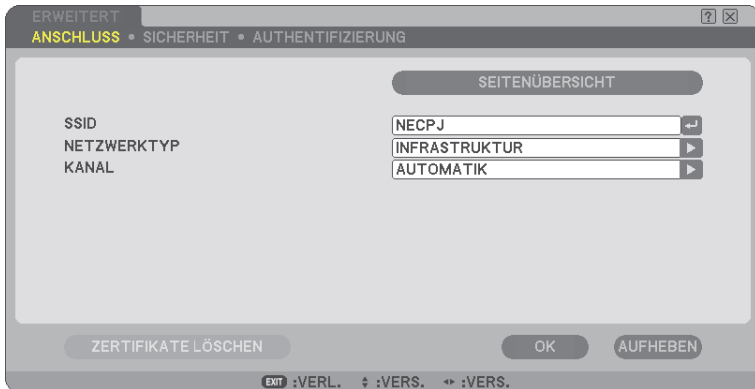 ERWEITERT
ANSCHLUSS • SICHERHEIT • AUTHENTIFIZIERUNG
SEITENÜBERSICHT
SSID NECPJ
NETZWERKTYP INFRASTRUKTUR
KANAL AUTOMATIK
ZERTIFIKATE LÖSCHEN OK AUFHEBEN
EXIT :VERL. :VERS. :VERS.